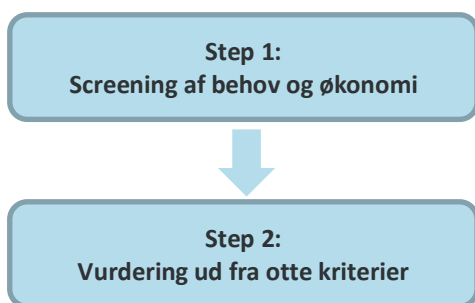 Step 1:
Screening af behov og økonomi
Step 2:
Vurdering ud fra otte kriterier